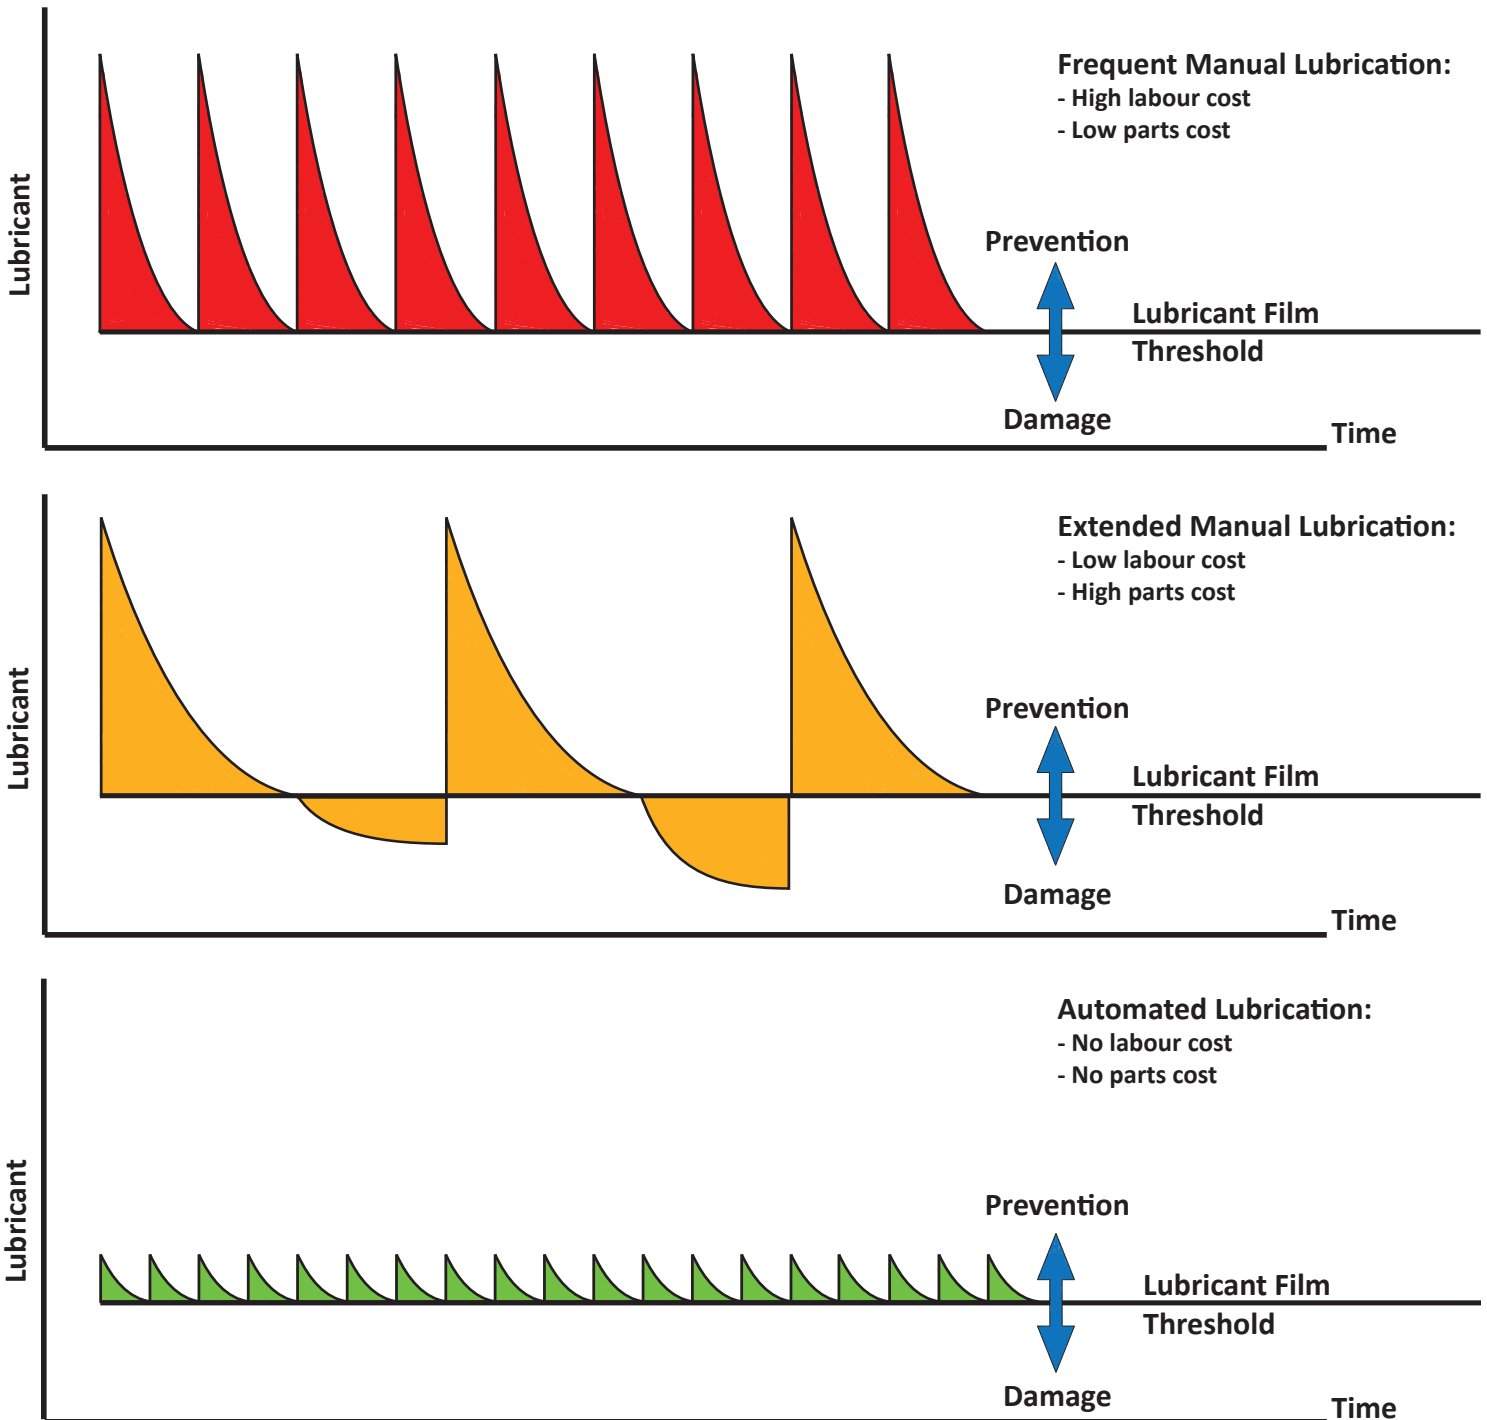 Frequent Manual Lubrication:
- High labour cost
- Low parts cost
Lubricant
Prevention
Lubricant Film
Threshold
Damage
Time
Extended Manual Lubrication:
- Low labour cost
- High parts cost
Lubricant
Prevention
Lubricant Film
Threshold
Damage
Time
Automated Lubrication:
- No labour cost
- No parts cost
Lubricant
Prevention
Lubricant Film
Threshold
Damage
Time